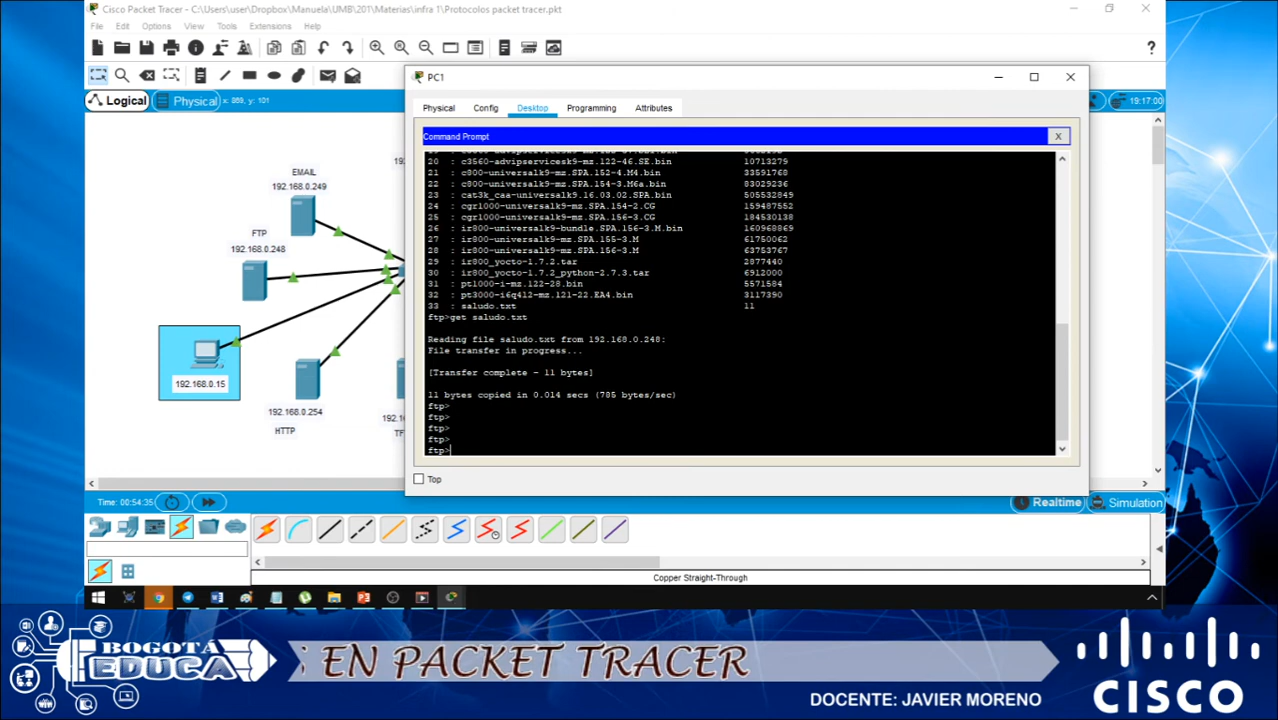 Cisco Packet Tracer - C:\Users\user\Dropbox\Manuela\UMB\201\Materias\infra 1\Protocolos packet tracer.pkt
File Edit Options View Tools Extensions Help
?
Logical Physical x: 859, y: 101
19:17:00
PC1
Physical Config Desktop Programming Attributes
Command Prompt
X
20 : c3560-advipservicesk9-mz.122-46.SE.bin 10713279
21 : c800-universalk9-mz.SPA.152-4.M4.bin 33591768
22 : c800-universalk9-mz.SPA.154-3.M6a.bin 83029236
23 : cat3k_caa-universalk9.16.03.02.SPA.bin 505532849
24 : cgr1000-universalk9-mz.SPA.154-2.CG 159487552
25 : cgr1000-universalk9-mz.SPA.156-3.CG 184530138
26 : ir800-universalk9-bundle.SPA.156-3.M.bin 160968869
27 : ir800-universalk9-mz.SPA.155-3.M 61750062
28 : ir800-universalk9-mz.SPA.156-3.M 63753767
29 : ir800_yocto-1.7.2.tar 2877440
30 : ir800_yocto-1.7.2_python-2.7.3.tar 6912000
31 : pt1000-i-mz.122-28.bin 5571584
32 : pt3000-i6q4l2-mz.121-22.EA4.bin 3117390
33 : saludo.txt 11
ftp>get saludo.txt
Reading file saludo.txt from 192.168.0.248:
File transfer in progress...
[Transfer complete - 11 bytes]
11 bytes copied in 0.014 secs (785 bytes/sec)
ftp>
ftp>
ftp>
ftp>
ftp>
Top
EMAIL
192.168.0.249
FTP
192.168.0.248
192.168.0.15
192.168.0.254
HTTP
Time: 00:54:35
Realtime Simulation
Copper Straight-Through
BOGOTÁ
EDUCA
EN PACKET TRACER
DOCENTE: JAVIER MORENO
CISCO